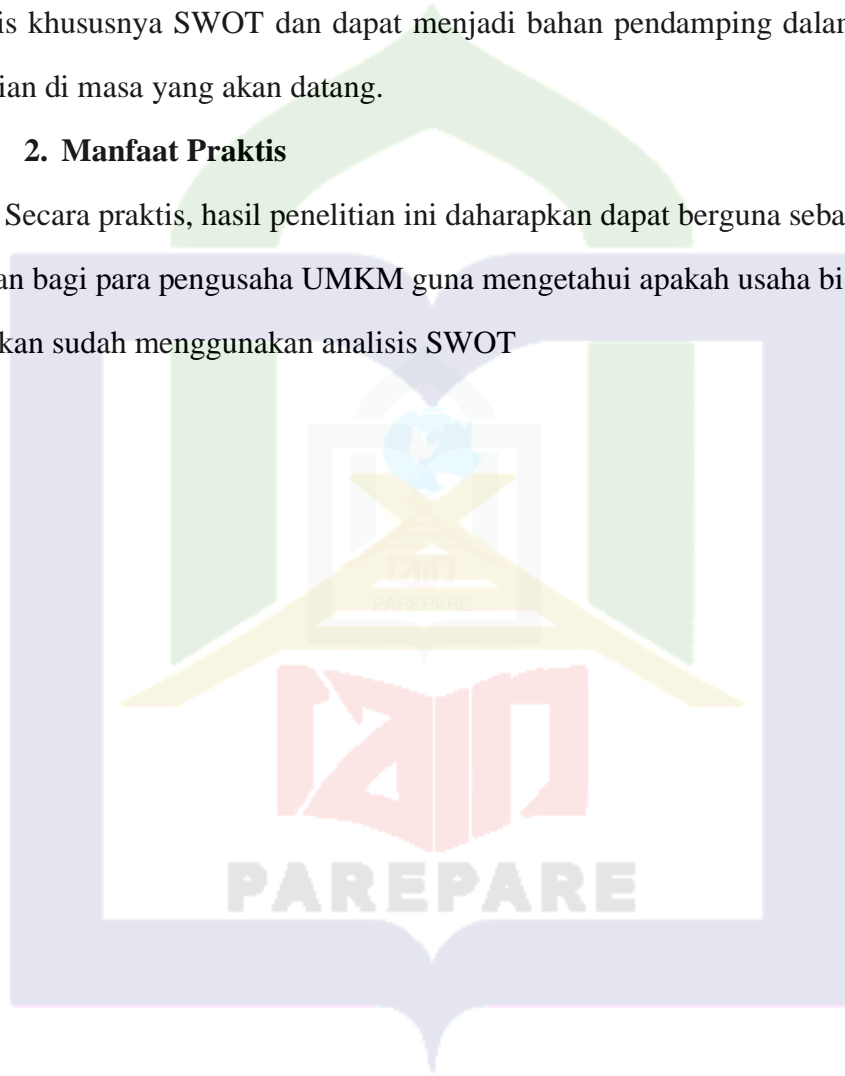 is khususnya SWOT dan dapat menjadi bahan pendamping dalam
ian di masa yang akan datang.
2. Manfaat Praktis
Secara praktis, hasil penelitian ini daharapkan dapat berguna seba
an bagi para pengusaha UMKM guna mengetahui apakah usaha bi
kan sudah menggunakan analisis SWOT
IAIN
PAREPARE
IAIN
PAREPARE